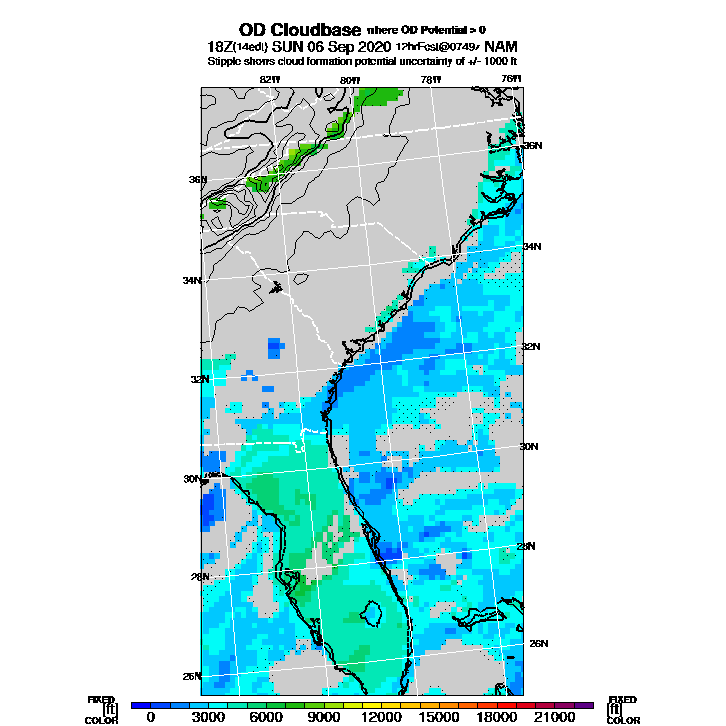 OD Cloudbase where OD Potential > 0
18Z(14edt) SUN 06 Sep 2020 12hrFcst@0749z NAM
Stipple shows cloud formation potential uncertainty of +/- 1000 ft
82W 80W 78W 76W
36N
36N
34N
34N
32N
32N
30N
30N
28N
28N
26N
26N
FIXED FIXED
[ft] [ft]
COLOR COLOR
0 3000 6000 9000 12000 15000 18000 21000